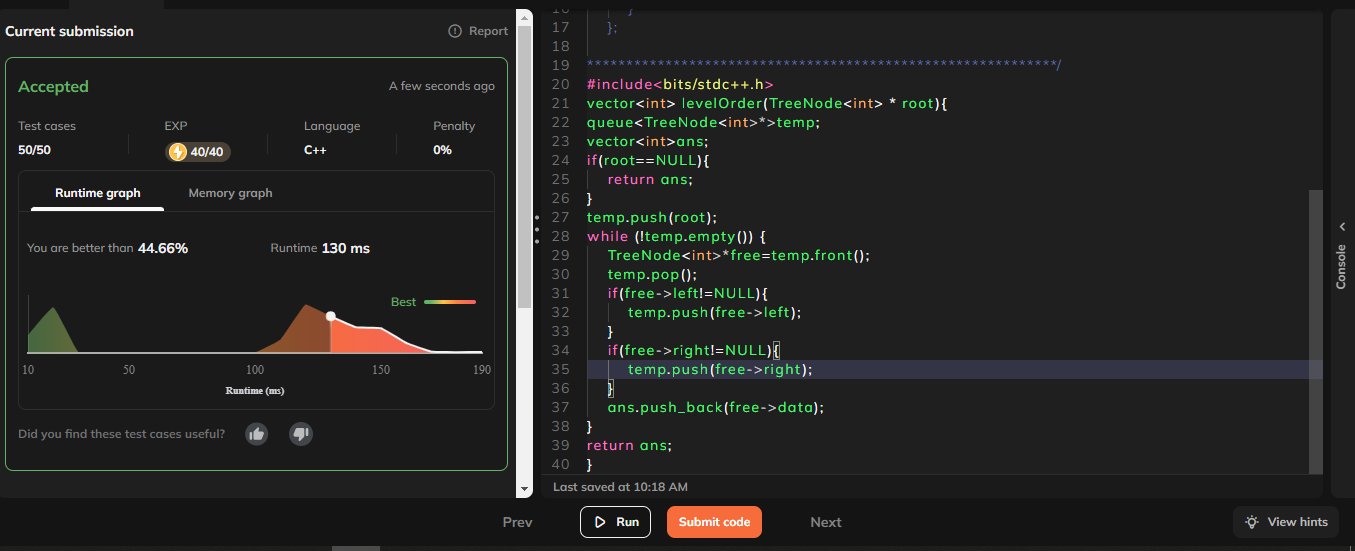 Current submission
Report
Accepted
A few seconds ago
Test cases EXP Language Penalty
50/50 40/40 C++ 0%
Runtime graph Memory graph
You are better than 44.66% Runtime 130 ms
Best
10 50 100 150 190
Runtime (ms)
Did you find these test cases useful?
16 }
17 };
18
19 ************************************************************/
20 #include<bits/stdc++.h>
21 vector<int> levelOrder(TreeNode<int> * root){
22 queue<TreeNode<int>*>temp;
23 vector<int>ans;
24 if(root==NULL){
25 return ans;
26 }
27 temp.push(root);
28 while (!temp.empty()) {
29 TreeNode<int>*free=temp.front();
30 temp.pop();
31 if(free->left!=NULL){
32 temp.push(free->left);
33 }
34 if(free->right!=NULL){
35 temp.push(free->right);
36 }
37 ans.push_back(free->data);
38 }
39 return ans;
40 }
Last saved at 10:18 AM
Console
Prev Run Submit code Next View hints